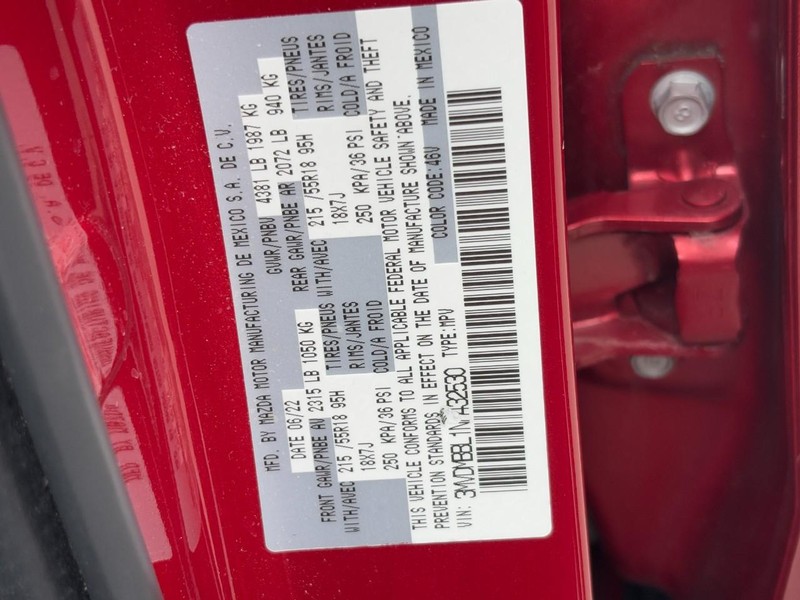 MFD. BY MAZDA MOTOR MANUFACTURING DE MEXICO S.A. DE C.V.
DATE 06/22 GVWR/PNBV 4381 LB 1987 KG
FRONT GAWR/PNBE AV 2315 LB 1050 KG REAR GAWR/PNBE AR 2072 LB 940 KG
WITH/AVEC 215 /55R18 95H TIRES/PNEUS WITH/AVEC 215 /55R18 95H TIRES/PNEUS
18X7J RIMS/JANTES 18X7J RIMS/JANTES
250 KPA/36 PSI COLD/A FROID 250 KPA/36 PSI COLD/A FROID
THIS VEHICLE CONFORMS TO ALL APPLICABLE FEDERAL MOTOR VEHICLE SAFETY AND THEFT
PREVENTION STANDARDS IN EFFECT ON THE DATE OF MANUFACTURE SHOWN ABOVE.
VIN: TYPE:MPV COLOR CODE:46V MADE IN MEXICO